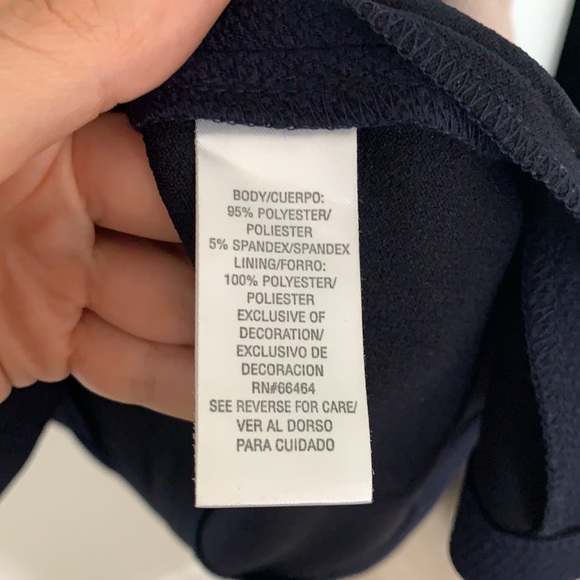 BODY/CUERPO:
95% POLYESTER/
POLIESTER
5% SPANDEX/SPANDEX
LINING/FORRO:
100% POLYESTER/
POLIESTER
EXCLUSIVE OF
DECORATION/
EXCLUSIVO DE
DECORACION
RN#66464
SEE REVERSE FOR CARE/
VER AL DORSO
PARA CUIDADO